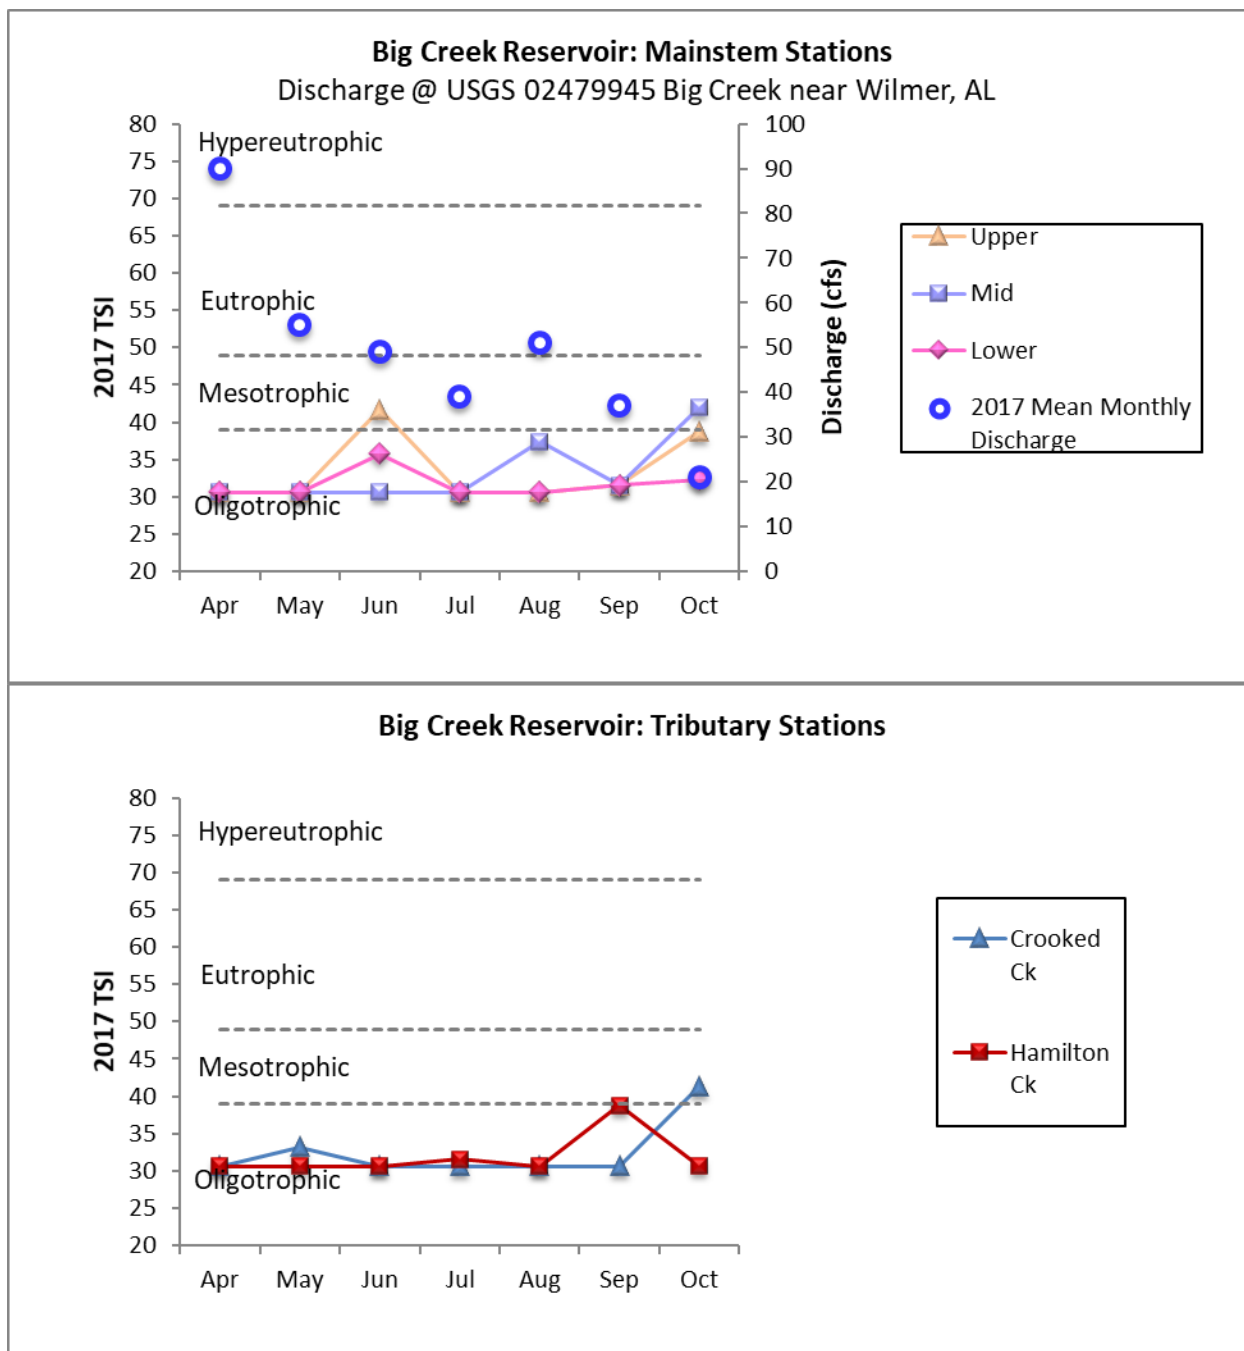 Big Creek Reservoir: Mainstem Stations
Discharge @ USGS 02479945 Big Creek near Wilmer, AL
2017 TSI
80
75
70
65
60
55
50
45
40
35
30
25
20
Hypereutrophic
Eutrophic
Mesotrophic
Oligotrophic
100
90
80
70
60
50
40
30
20
10
0
Discharge (cfs)
Apr May Jun Jul Aug Sep Oct
Upper
Mid
Lower
2017 Mean Monthly
Discharge
Big Creek Reservoir: Tributary Stations
2017 TSI
80
75
70
65
60
55
50
45
40
35
30
25
20
Hypereutrophic
Eutrophic
Mesotrophic
Oligotrophic
Apr May Jun Jul Aug Sep Oct
Crooked
Ck
Hamilton
Ck